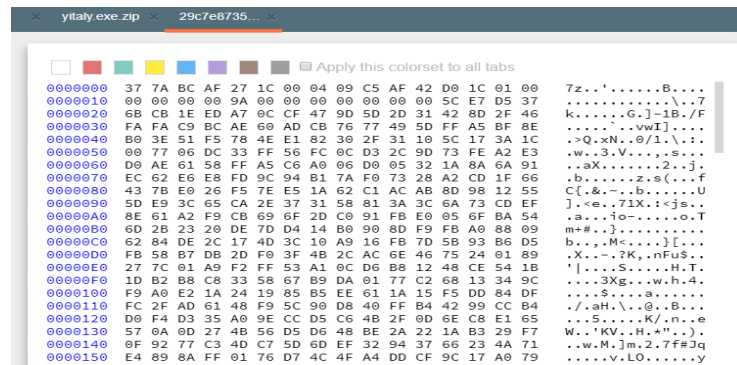 × yitaly.exe.zip × 29c7e8735... ×
Apply this colorset to all tabs
0000000 37 7A BC AF 27 1C 00 04 09 C5 AF 42 D0 1C 01 00 7z..'......B....
0000010 00 00 00 00 9A 00 00 00 00 00 00 00 5C E7 D5 37 ............\..7
0000020 6B CB 1E ED A7 0C CF 47 9D 5D 2D 31 42 8D 2F 46 k......G.]-1B./F
0000030 FA FA C9 BC AE 60 AD CB 76 77 49 5D FF A5 BF 8E .....`..vwI]....
0000040 B0 3E 51 F5 78 4E E1 82 30 2F 31 10 5C 17 3A 1C .>Q.xN..0/1.\.:.
0000050 00 77 06 DC 33 FF 56 FC 0C D3 2C 9D 73 FE A2 E3 .w..3.V...,.s...
0000060 D0 AE 61 58 FF A5 C6 A0 06 D0 05 32 1A 8A 6A 91 ..aX.......2..j.
0000070 EC 62 E6 E8 FD 9C 94 B1 7A F0 73 28 A2 CD 1F 66 .b......z.s(...f
0000080 43 7B E0 26 F5 7E E5 1A 62 C1 AC AB 8D 98 12 55 C{.&.~..b......U
0000090 5D E9 3C 65 CA 2E 37 31 58 81 3A 3C 6A 73 CD EF ].<e..71X.:<js..
00000A0 8E 61 A2 F9 CB 69 6F 2D C0 91 FB E0 05 6F BA 54 .a...io-.....o.T
00000B0 6D 2B 23 20 DE 7D D4 14 B0 90 8D F9 FB A0 88 09 m+#..}..........
00000C0 62 84 DE 2C 17 4D 3C 10 A9 16 FB 7D 5B 93 B6 D5 b..,.M<....}[...
00000D0 FB 58 B7 DB 2D F0 3F 4B 2C AC 6E 46 75 24 01 89 .X..-.?K,.nFu$..
00000E0 27 7C 01 A9 F2 FF 53 A1 0C D6 B8 12 48 CE 54 1B '|....S.....H.T.
00000F0 1D B2 B8 C8 33 58 67 B9 DA 01 77 C2 68 13 34 9C ....3Xg...w.h.4.
0000100 F9 A0 E2 1A 24 19 85 B5 EE 61 1A 15 F5 DD 84 DF ....$....a......
0000110 FC 2F AD 61 48 F9 5C 90 D8 40 FF B4 42 99 CC B4 ./.aH.\..@..B...
0000120 D0 F4 D3 35 A0 9E CC D5 C6 4B 2F 0D 6E C8 E1 65 ...5.....K/.n..e
0000130 57 0A 0D 27 4B 56 D5 D6 48 BE 2A 22 1A B3 29 F7 W..'KV..H.*"..).
0000140 0F 92 77 C3 4D C7 5D 6D EF 32 94 37 66 23 4A 71 ..w.M.]m.2.7f#Jq
0000150 E4 89 8A FF 01 76 D7 4C 4F A4 DD CF 9C 17 A0 79 .....v.LO......y